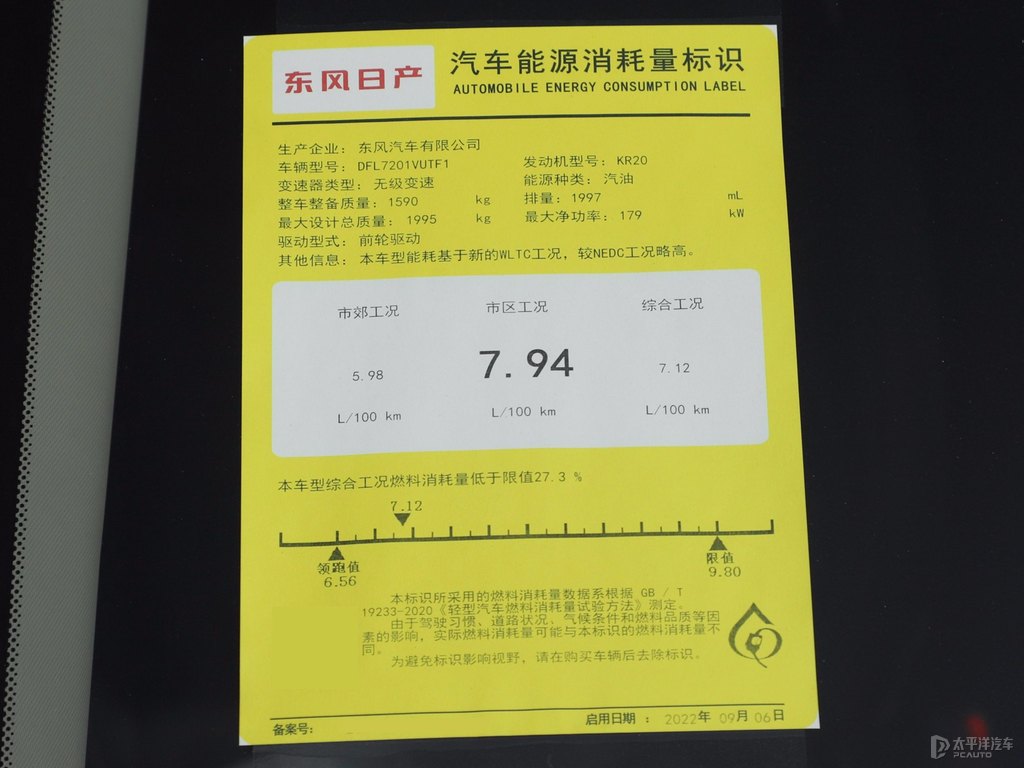 东风日产
汽车能源消耗量标识
AUTOMOBILE ENERGY CONSUMPTION LABEL
生产企业: 东风汽车有限公司
车辆型号: DFL7201VUTF1 发动机型号: KR20
变速器类型: 无级变速 能源种类: 汽油
整车整备质量: 1590 kg 排量: 1997 mL
最大设计总质量: 1995 kg 最大净功率: 179 kW
驱动型式: 前轮驱动
其他信息: 本车型能耗基于新的WLTC工况，较NEDC工况略高。
市郊工况 市区工况 综合工况
5.98 7.94 7.12
L/100 km L/100 km L/100 km
本车型综合工况燃料消耗量低于限值27.3 %
7.12
领跑值 限值
6.56 9.80
本标识所采用的燃料消耗量数据系根据 GB / T
19233-2020《轻型汽车燃料消耗量试验方法》测定。
由于驾驶习惯、道路状况、气候条件和燃料品质等因
素的影响，实际燃料消耗量可能与本标识的燃料消耗量不
同。
为避免标识影响视野，请在购买车辆后去除标识。
备案号: 启用日期 : 2022年 09月 06日
太平洋汽车
PCAUTO